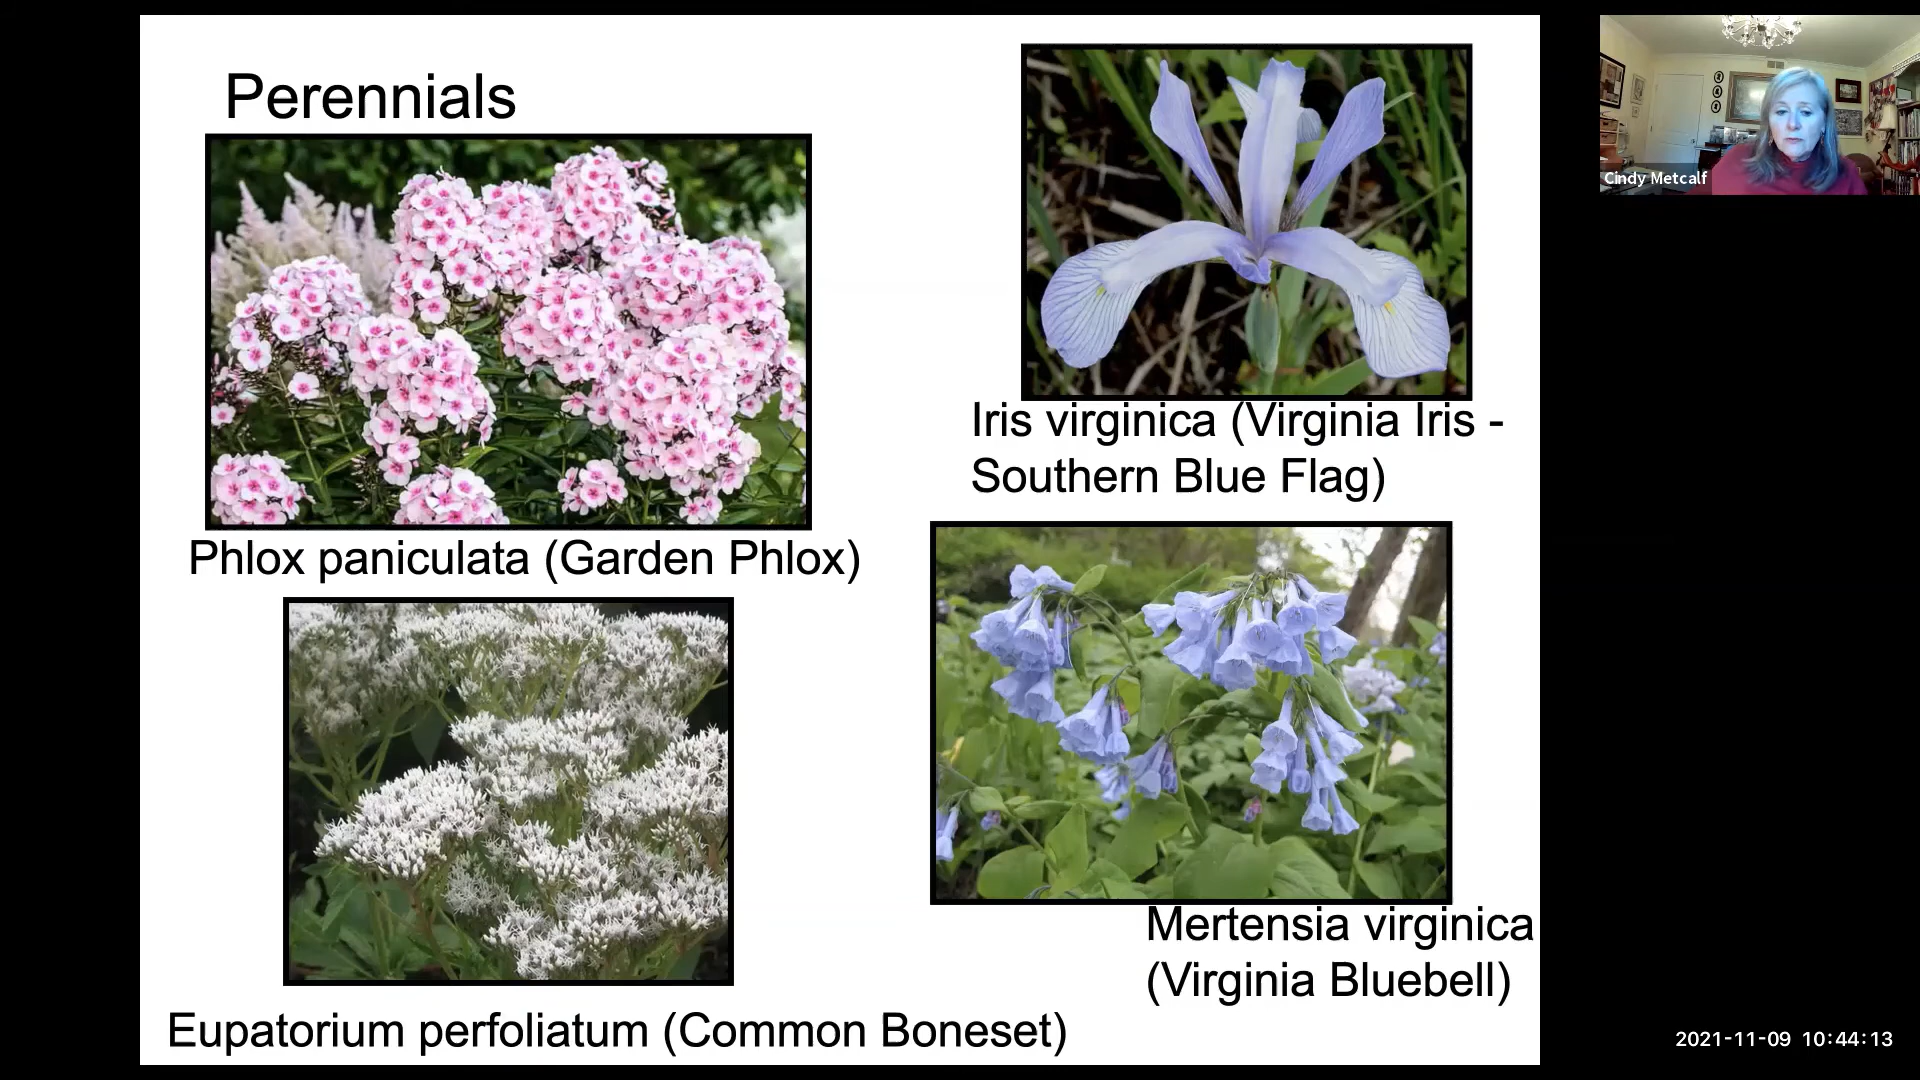 Perennials
Phlox paniculata (Garden Phlox)
Iris virginica (Virginia Iris -
Southern Blue Flag)
Eupatorium perfoliatum (Common Boneset)
Mertensia virginica
(Virginia Bluebell)
Cindy Metcalf
2021-11-09 10:44:13